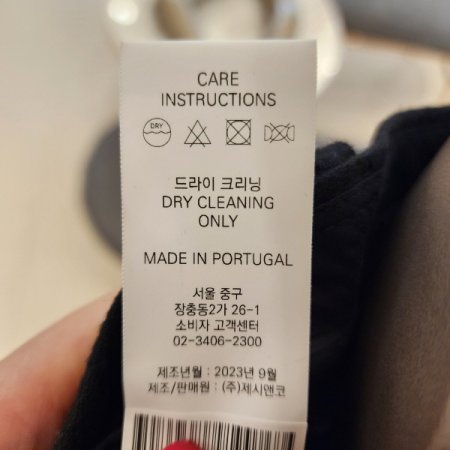 CARE
INSTRUCTIONS
DRY
드라이 크리닝
DRY CLEANING
ONLY
MADE IN PORTUGAL
서울 중구
장충동2가 26-1
소비자 고객센터
02-3406-2300
제조년월 : 2023년 9월
제조/판매원 : (주)제시앤코